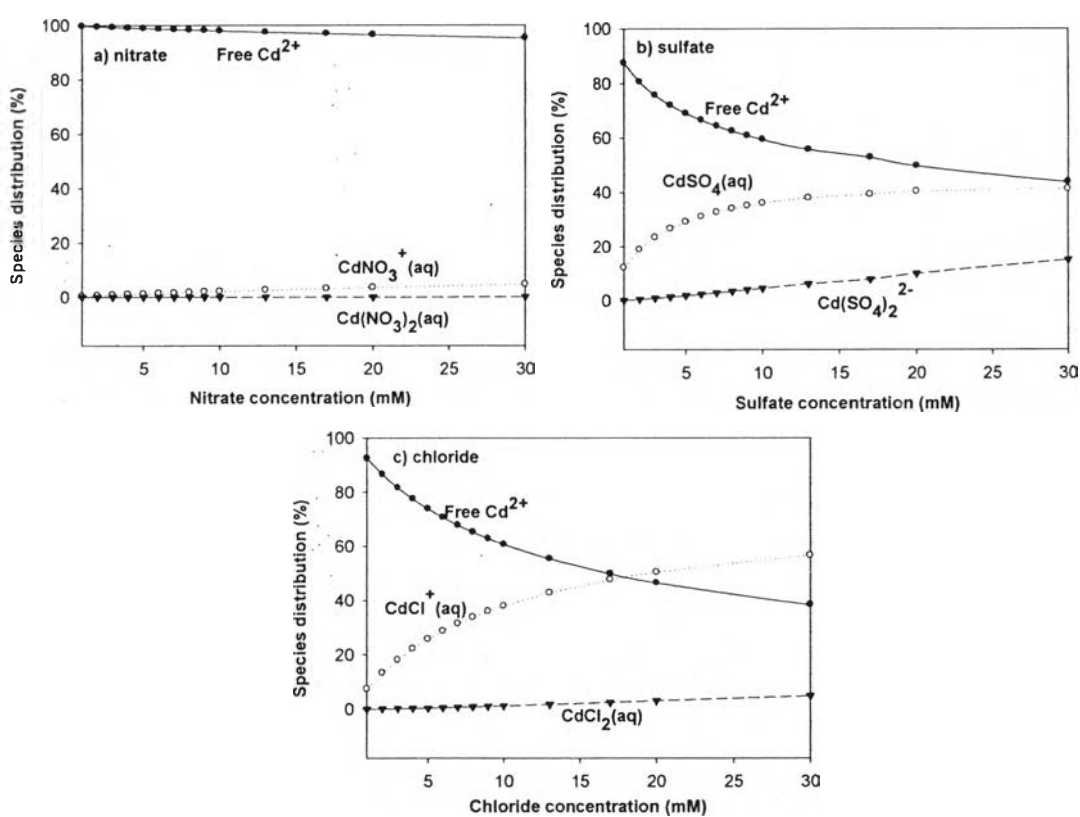 Species distribution (%)
100
80
60
40
20
0
a) nitrate
Free Cd2+
CdNO3+(aq)
Cd(NO3)2(aq)
5 10 15 20 25 30
Nitrate concentration (mM)
Species distribution (%)
100
80
60
40
20
0
b) sulfate
Free Cd2+
CdSO4(aq)
Cd(SO4)22-
5 10 15 20 25 30
Sulfate concentration (mM)
Species distribution (%)
100
80
60
40
20
0
c) chloride
Free Cd2+
CdCl+(aq)
CdCl2(aq)
5 10 15 20 25 30
Chloride concentration (mM)